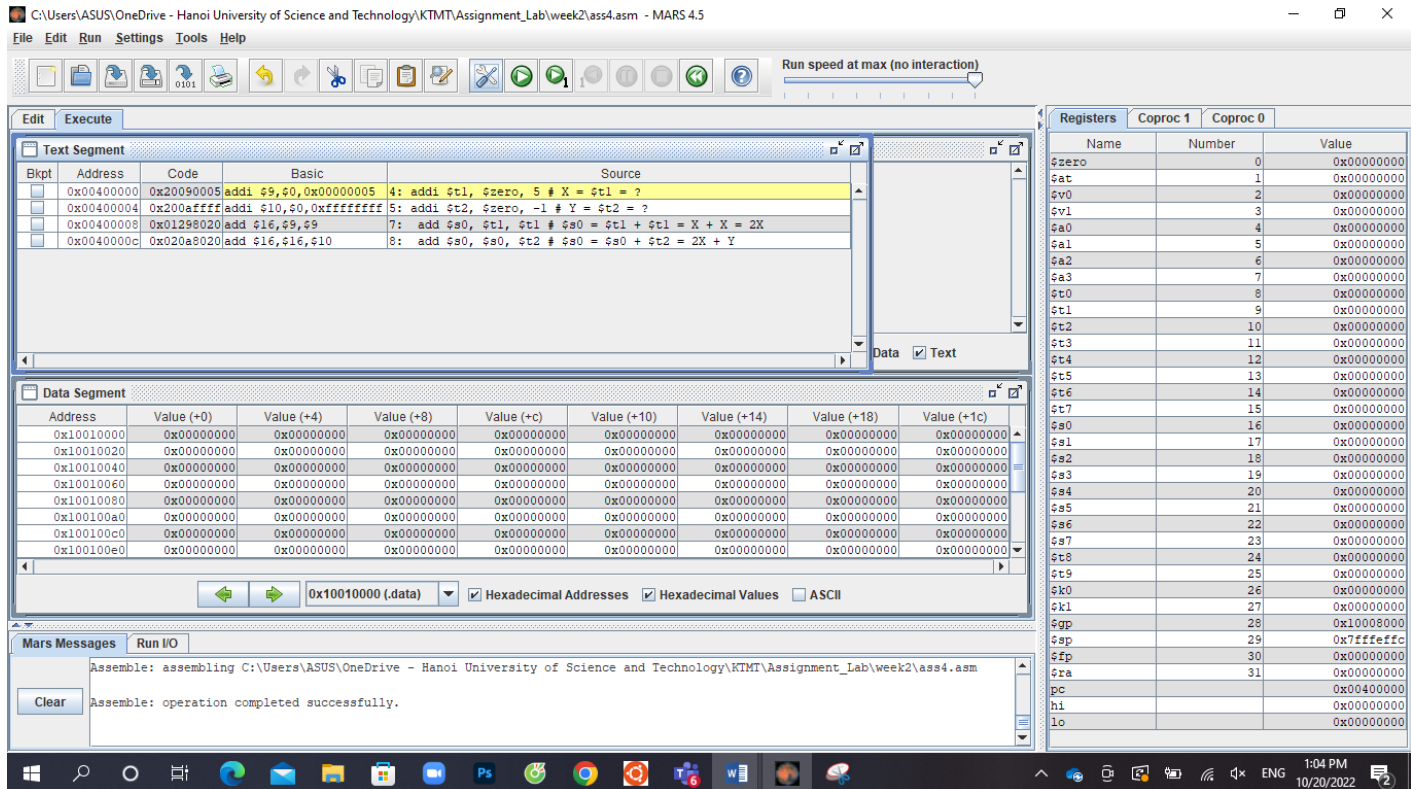 C:\Users\ASUS\OneDrive - Hanoi University of Science and Technology\KTMT\Assignment_Lab\week2\ass4.asm - MARS 4.5
File Edit Run Settings Tools Help
Run speed at max (no interaction)
Edit Execute
Text Segment
Bkpt Address Code Basic Source
0x00400000 0x20090005 addi $9,$0,0x00000005 4: addi $t1, $zero, 5 # X = $t1 = ?
0x00400004 0x200affff addi $10,$0,0xffffffff 5: addi $t2, $zero, -1 # Y = $t2 = ?
0x00400008 0x01298020 add $16,$9,$9 7: add $s0, $t1, $t1 # $s0 = $t1 + $t1 = X + X = 2X
0x0040000c 0x020a8020 add $16,$16,$10 8: add $s0, $s0, $t2 # $s0 = $s0 + $t2 = 2X + Y
Data Text
Data Segment
Address Value (+0) Value (+4) Value (+8) Value (+c) Value (+10) Value (+14) Value (+18) Value (+1c)
0x10010000 0x00000000 0x00000000 0x00000000 0x00000000 0x00000000 0x00000000 0x00000000 0x00000000
0x10010020 0x00000000 0x00000000 0x00000000 0x00000000 0x00000000 0x00000000 0x00000000 0x00000000
0x10010040 0x00000000 0x00000000 0x00000000 0x00000000 0x00000000 0x00000000 0x00000000 0x00000000
0x10010060 0x00000000 0x00000000 0x00000000 0x00000000 0x00000000 0x00000000 0x00000000 0x00000000
0x10010080 0x00000000 0x00000000 0x00000000 0x00000000 0x00000000 0x00000000 0x00000000 0x00000000
0x100100a0 0x00000000 0x00000000 0x00000000 0x00000000 0x00000000 0x00000000 0x00000000 0x00000000
0x100100c0 0x00000000 0x00000000 0x00000000 0x00000000 0x00000000 0x00000000 0x00000000 0x00000000
0x100100e0 0x00000000 0x00000000 0x00000000 0x00000000 0x00000000 0x00000000 0x00000000 0x00000000
0x10010000 (.data) Hexadecimal Addresses Hexadecimal Values ASCII
Mars Messages Run I/O
Assemble: assembling C:\Users\ASUS\OneDrive - Hanoi University of Science and Technology\KTMT\Assignment_Lab\week2\ass4.asm
Clear
Assemble: operation completed successfully.
Registers Coproc 1 Coproc 0
Name Number Value
$zero 0 0x00000000
$at 1 0x00000000
$v0 2 0x00000000
$v1 3 0x00000000
$a0 4 0x00000000
$a1 5 0x00000000
$a2 6 0x00000000
$a3 7 0x00000000
$t0 8 0x00000000
$t1 9 0x00000000
$t2 10 0x00000000
$t3 11 0x00000000
$t4 12 0x00000000
$t5 13 0x00000000
$t6 14 0x00000000
$t7 15 0x00000000
$s0 16 0x00000000
$s1 17 0x00000000
$s2 18 0x00000000
$s3 19 0x00000000
$s4 20 0x00000000
$s5 21 0x00000000
$s6 22 0x00000000
$s7 23 0x00000000
$t8 24 0x00000000
$t9 25 0x00000000
$k0 26 0x00000000
$k1 27 0x00000000
$gp 28 0x10008000
$sp 29 0x7fffeffc
$fp 30 0x00000000
$ra 31 0x00000000
pc 0x00400000
hi 0x00000000
lo 0x00000000
ENG
1:04 PM
10/20/2022